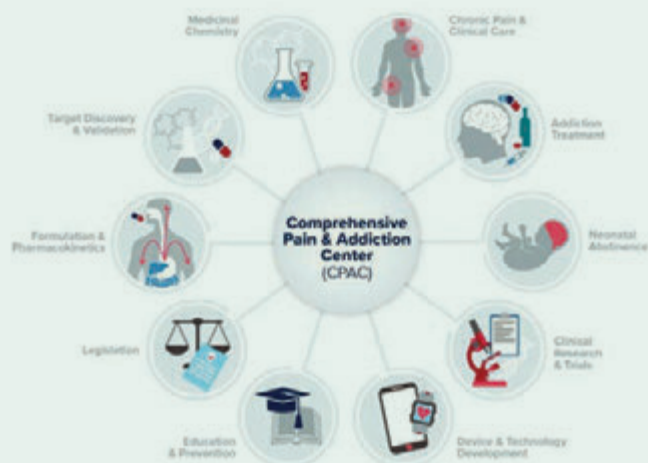 Medicinal
Chemistry
Chronic Pain &
Clinical Care
Target Discovery
& Validation
Addiction
Treatment
Comprehensive
Pain & Addiction
Center
(CPAC)
Formulation &
Pharmacokinetics
Neonatal
Abstinence
Legislation
Clinical
Research
& Trials
Education
& Prevention
Device & Technology
Development